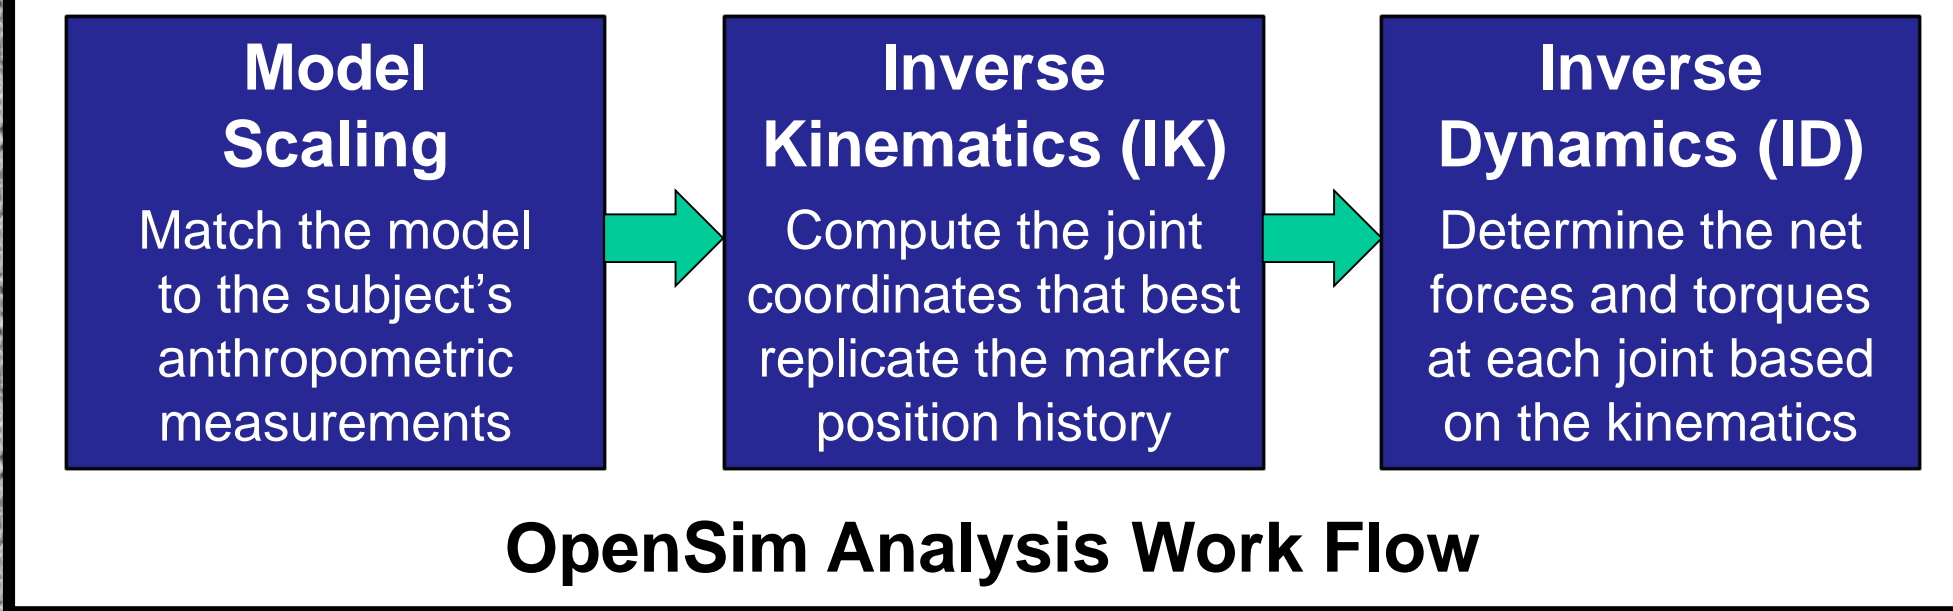 Model
Scaling
Match the model
to the subject’s
anthropometric
measurements
Inverse
Kinematics (IK)
Compute the joint
coordinates that best
replicate the marker
position history
Inverse
Dynamics (ID)
Determine the net
forces and torques
at each joint based
on the kinematics
OpenSim Analysis Work Flow